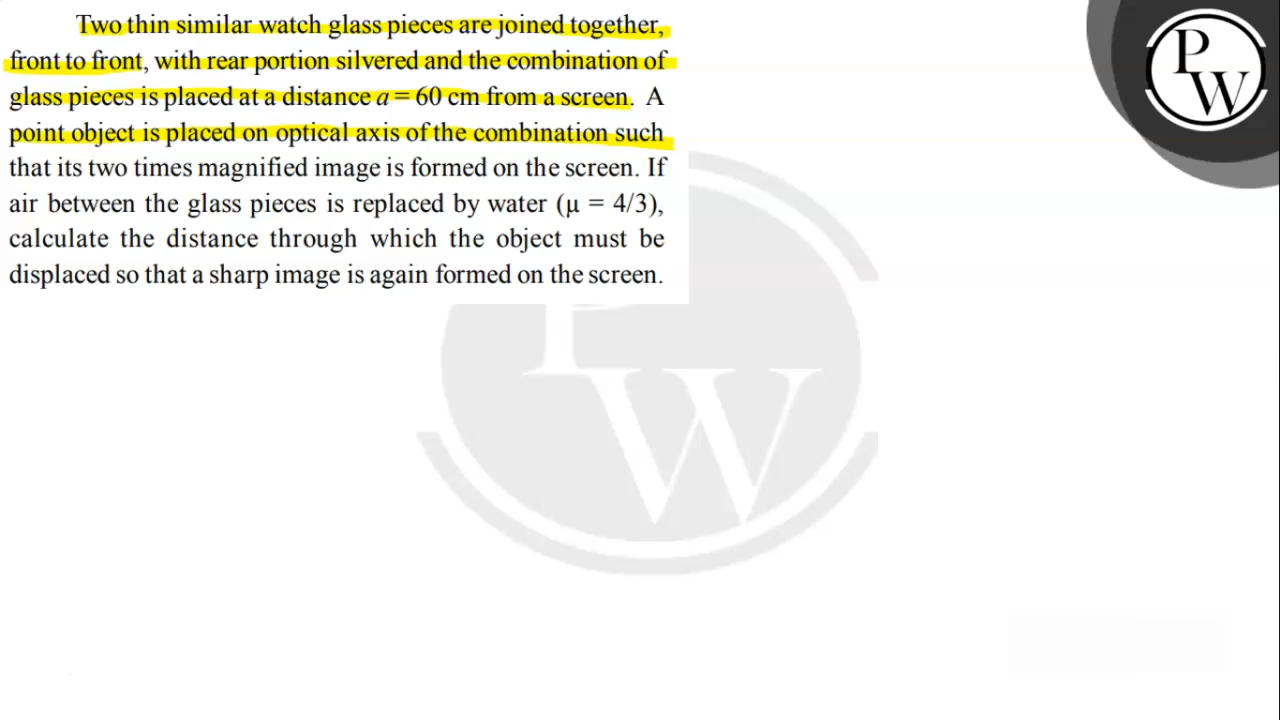 Two thin similar watch glass pieces are joined together,
front to front, with rear portion silvered and the combination of
glass pieces is placed at a distance a = 60 cm from a screen. A
point object is placed on optical axis of the combination such
that its two times magnified image is formed on the screen. If
air between the glass pieces is replaced by water (μ = 4/3),
calculate the distance through which the object must be
displaced so that a sharp image is again formed on the screen.
PW
PW